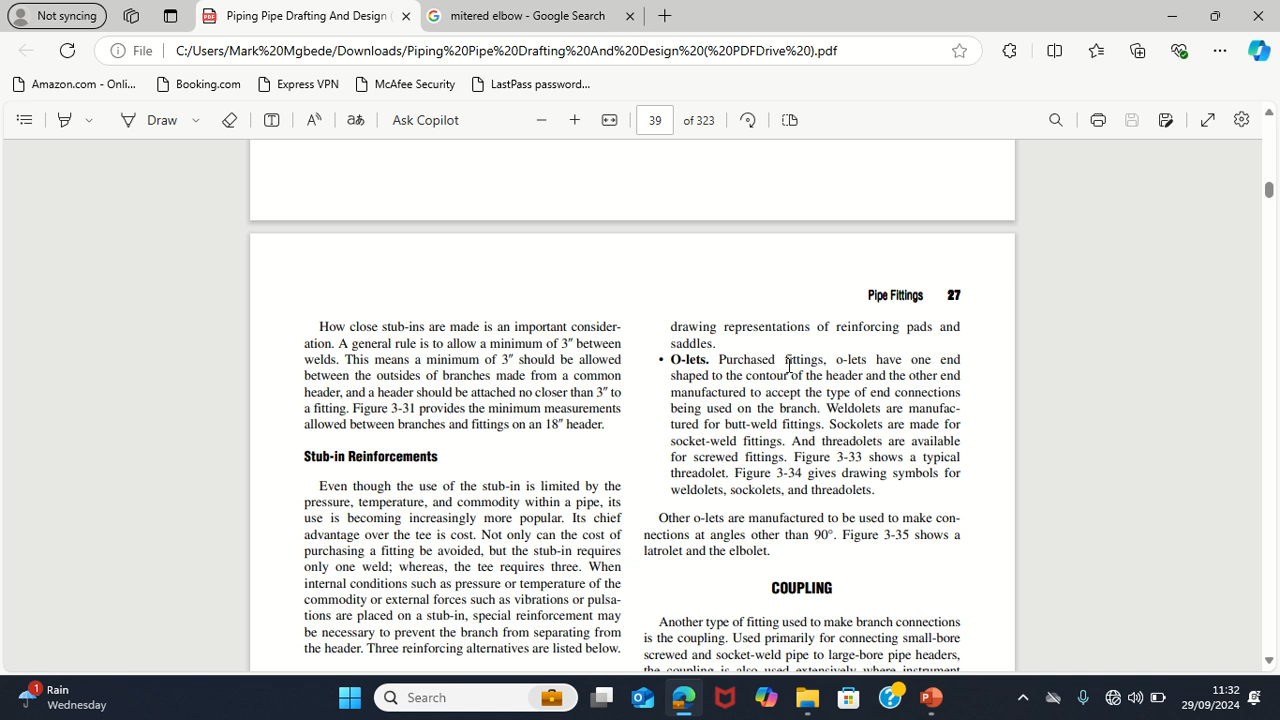 Not syncing
Piping Pipe Drafting And Design (
mitered elbow - Google Search
File
C:/Users/Mark%20Mgbede/Downloads/Piping%20Pipe%20Drafting%20And%20Design%20(%20PDFDrive%20).pdf
Amazon.com - Onli...
Booking.com
Express VPN
McAfee Security
LastPass password...
Draw
Ask Copilot
39 of 323
Pipe Fittings 27
How close stub-ins are made is an important consider-
ation. A general rule is to allow a minimum of 3″ between
welds. This means a minimum of 3″ should be allowed
between the outsides of branches made from a common
header, and a header should be attached no closer than 3″ to
a fitting. Figure 3-31 provides the minimum measurements
allowed between branches and fittings on an 18″ header.
Stub-in Reinforcements
Even though the use of the stub-in is limited by the
pressure, temperature, and commodity within a pipe, its
use is becoming increasingly more popular. Its chief
advantage over the tee is cost. Not only can the cost of
purchasing a fitting be avoided, but the stub-in requires
only one weld; whereas, the tee requires three. When
internal conditions such as pressure or temperature of the
commodity or external forces such as vibrations or pulsa-
tions are placed on a stub-in, special reinforcement may
be necessary to prevent the branch from separating from
the header. Three reinforcing alternatives are listed below.
drawing representations of reinforcing pads and
saddles.
• O-lets. Purchased fittings, o-lets have one end
shaped to the contour of the header and the other end
manufactured to accept the type of end connections
being used on the branch. Weldolets are manufac-
tured for butt-weld fittings. Sockolets are made for
socket-weld fittings. And threadolets are available
for screwed fittings. Figure 3-33 shows a typical
threadolet. Figure 3-34 gives drawing symbols for
weldolets, sockolets, and threadolets.
Other o-lets are manufactured to be used to make con-
nections at angles other than 90°. Figure 3-35 shows a
latrolet and the elbolet.
COUPLING
Another type of fitting used to make branch connections
is the coupling. Used primarily for connecting small-bore
screwed and socket-weld pipe to large-bore pipe headers,
the coupling is also used extensively where instrument
1
Rain
Wednesday
Search
11:32
29/09/2024